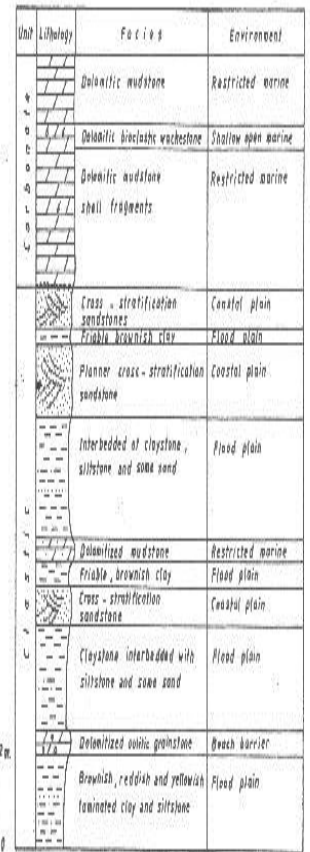 Unit Lithology Facies Environment
Carbonate
Dolomitic mudstone Restricted marine
Dolomitic bioclastic wackestone Shallow open marine
Dolomitic mudstone Restricted marine
shell fragments
Clastic
Cross - stratification Coastal plain
sandstones
Friable brownish clay Flood plain
Planner cross - stratification Coastal plain
sandstone
Interbedded of claystone, Flood plain
siltstone and some sand
Dolomitized mudstone Restricted marine
Friable, brownish clay Flood plain
Cross - stratification Coastal plain
sandstone
Claystone interbedded with Flood plain
siltstone and some sand
Dolomitized oolitic grainstone Beach barrier
Brownish, reddish and yellowish Flood plain
laminated clay and siltstone
2m
0